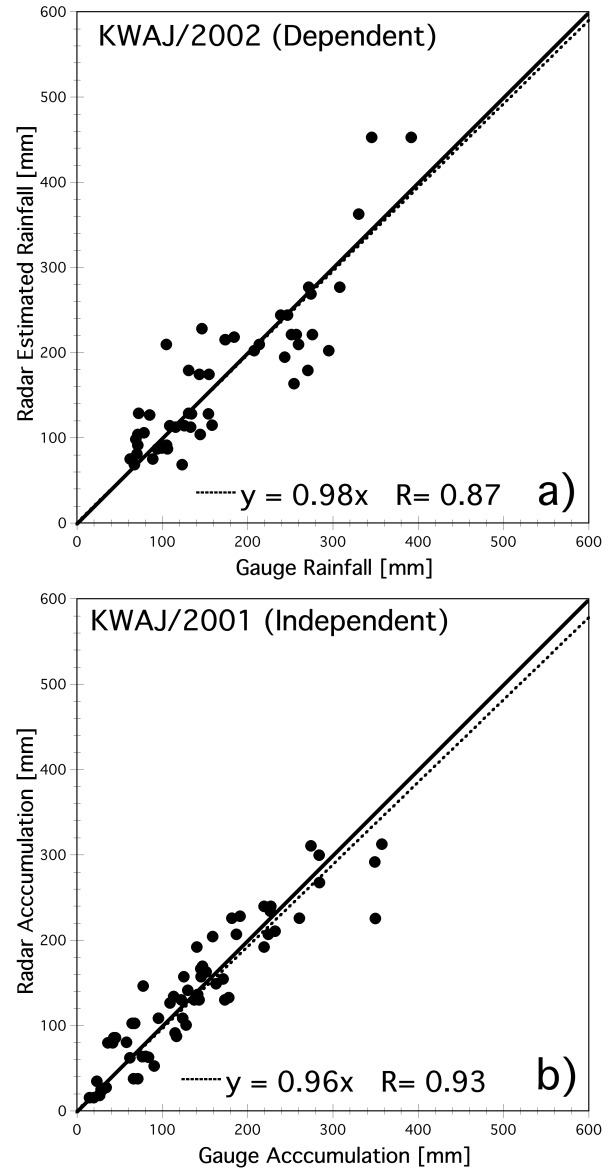 600
KWAJ/2002 (Dependent)
500
400
300
200
100
0
Radar Estimated Rainfall [mm]
y = 0.98x R= 0.87
a)
0 100 200 300 400 500 600
Gauge Rainfall [mm]
600
KWAJ/2001 (Independent)
500
400
300
200
100
0
Radar Acccumulation [mm]
y = 0.96x R= 0.93
b)
0 100 200 300 400 500 600
Gauge Acccumulation [mm]